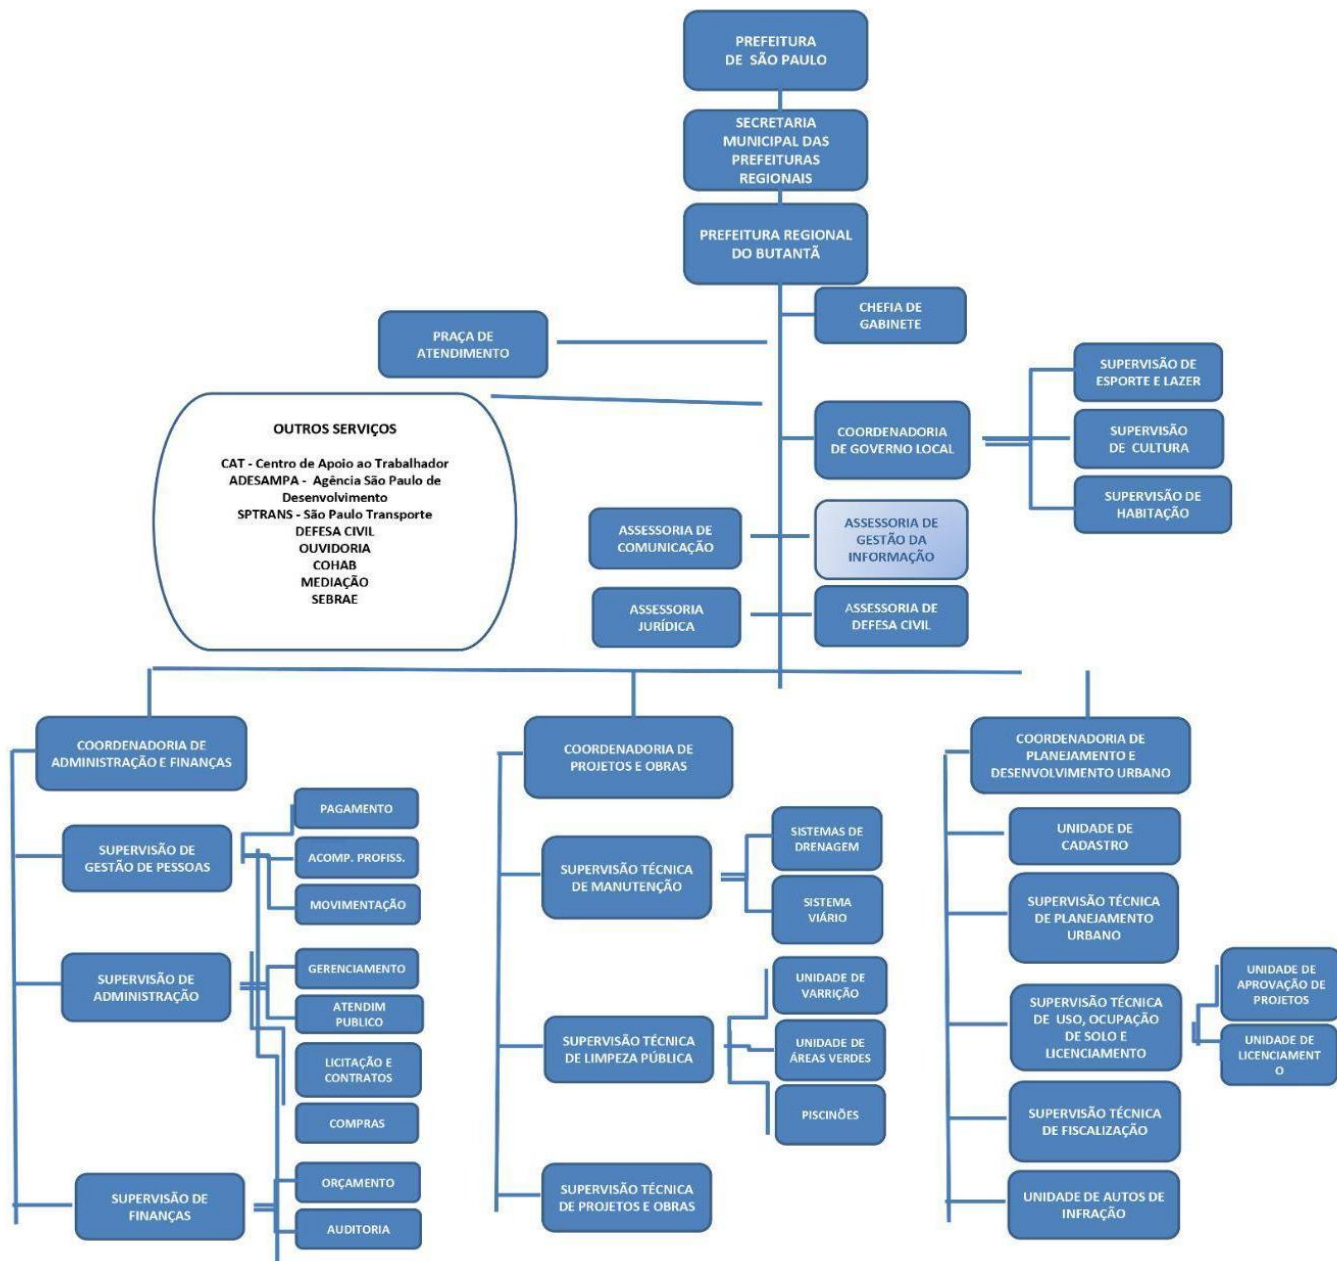 PREFEITURA
DE SÃO PAULO
SECRETARIA
MUNICIPAL DAS
PREFEITURAS
REGIONAIS
PREFEITURA REGIONAL
DO BUTANTÃ
CHEFIA DE
GABINETE
PRAÇA DE
ATENDIMENTO
SUPERVISÃO DE
ESPORTE E LAZER
OUTROS SERVIÇOS
CAT - Centro de Apoio ao Trabalhador
ADESAMPA - Agência São Paulo de
Desenvolvimento
SPTRANS - São Paulo Transporte
DEFESA CIVIL
OUVIDORIA
COHAB
MEDIAÇÃO
SEBRAE
COORDENADORIA
DE GOVERNO LOCAL
SUPERVISÃO
DE CULTURA
SUPERVISÃO DE
HABITAÇÃO
ASSESSORIA DE
COMUNICAÇÃO
ASSESSORIA DE
GESTÃO DA
INFORMAÇÃO
ASSESSORIA
JURÍDICA
ASSESSORIA DE
DEFESA CIVIL
COORDENADORIA DE
ADMINISTRAÇÃO E FINANÇAS
SUPERVISÃO DE
GESTÃO DE PESSOAS
PAGAMENTO
ACOMP. PROFISS.
MOVIMENTAÇÃO
SUPERVISÃO DE
ADMINISTRAÇÃO
GERENCIAMENTO
ATENDIM
PUBLICO
LICITAÇÃO E
CONTRATOS
COMPRAS
SUPERVISÃO DE
FINANÇAS
ORÇAMENTO
AUDITORIA
COORDENADORIA DE
PROJETOS E OBRAS
SUPERVISÃO TÉCNICA
DE MANUTENÇÃO
SISTEMAS DE
DRENAGEM
SISTEMA
VIÁRIO
SUPERVISÃO TÉCNICA
DE LIMPEZA PÚBLICA
UNIDADE DE
VARRIÇÃO
UNIDADE DE
ÁREAS VERDES
PISCINÕES
SUPERVISÃO TÉCNICA
DE PROJETOS E OBRAS
COORDENADORIA DE
PLANEJAMENTO E
DESENVOLVIMENTO URBANO
UNIDADE DE
CADASTRO
SUPERVISÃO TÉCNICA
DE PLANEJAMENTO
URBANO
SUPERVISÃO TÉCNICA
DE USO, OCUPAÇÃO
DE SOLO E
LICENCIAMENTO
UNIDADE DE
APROVAÇÃO DE
PROJETOS
UNIDADE DE
LICENCIAMENT
O
SUPERVISÃO TÉCNICA
DE FISCALIZAÇÃO
UNIDADE DE AUTOS DE
INFRAÇÃO